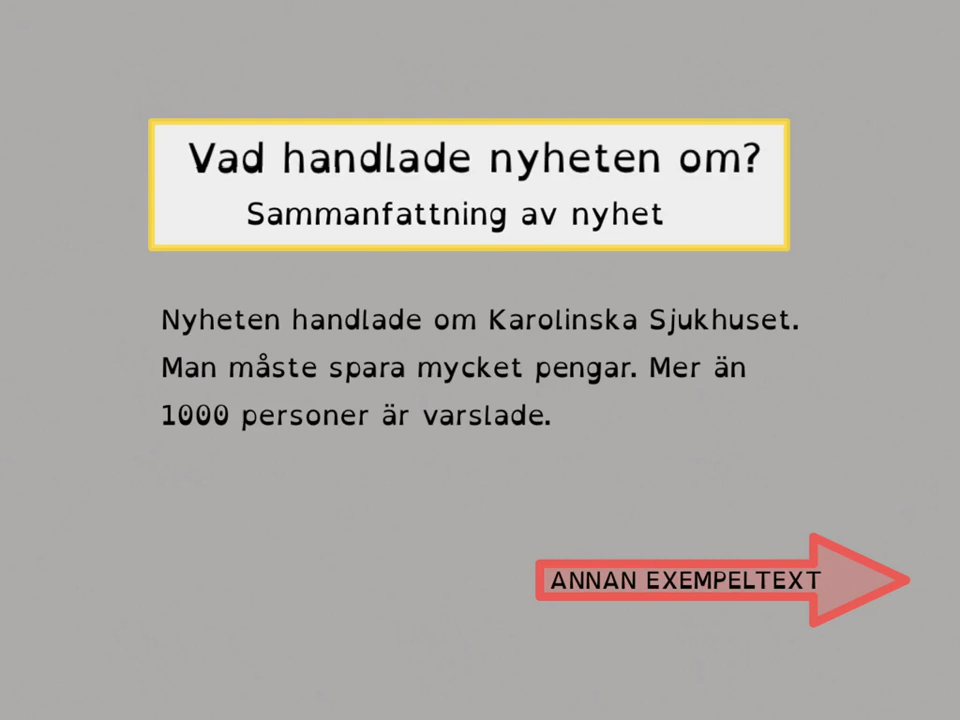 Vad handlade nyheten om?
Sammanfattning av nyhet
Nyheten handlade om Karolinska Sjukhuset.
Man måste spara mycket pengar. Mer än
1000 personer är varslade.
ANNAN EXEMPELTEXT